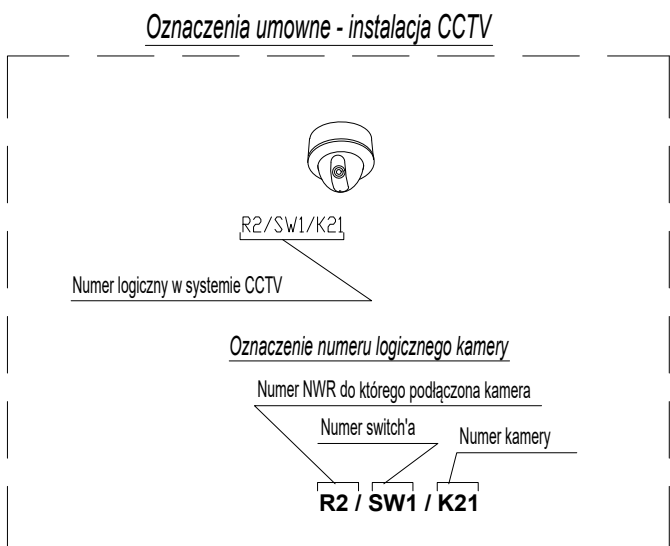 Oznaczenia umowne - instalacja CCTV
R2/SW1/K21
Numer logiczny w systemie CCTV
Oznaczenie numeru logicznego kamery
Numer NWR do którego podłączona kamera
Numer switch'a
Numer kamery
R2 / SW1 / K21